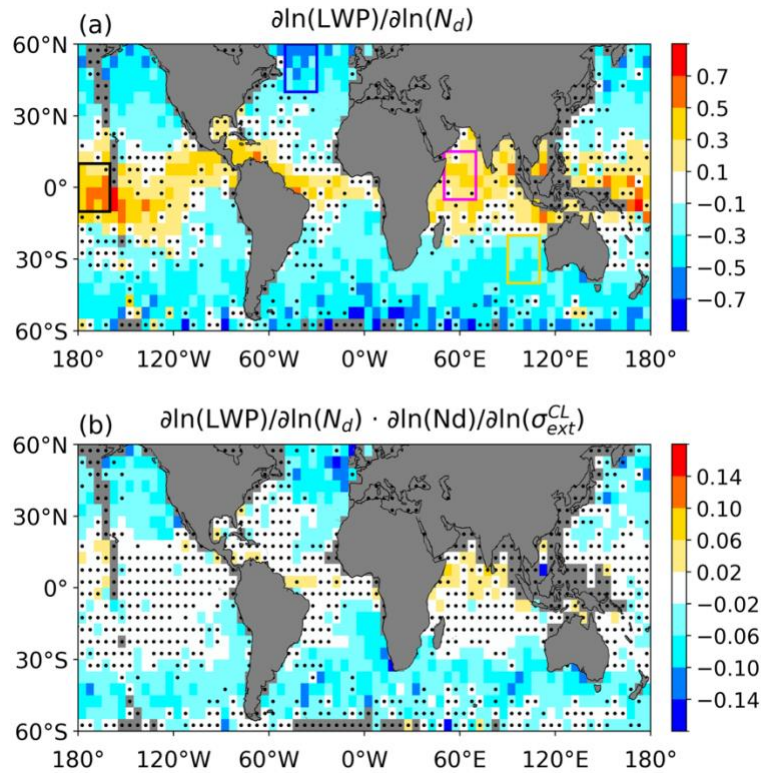 (a) ∂ln(LWP)/∂ln(N_d)
60°N
30°N
0°
30°S
60°S
180° 120°W 60°W 0°W 60°E 120°E 180°
0.7
0.5
0.3
0.1
−0.1
−0.3
−0.5
−0.7
(b) ∂ln(LWP)/∂ln(N_d) · ∂ln(Nd)/∂ln(σ_ext^CL)
60°N
30°N
0°
30°S
60°S
180° 120°W 60°W 0°W 60°E 120°E 180°
0.14
0.10
0.06
0.02
−0.02
−0.06
−0.10
−0.14